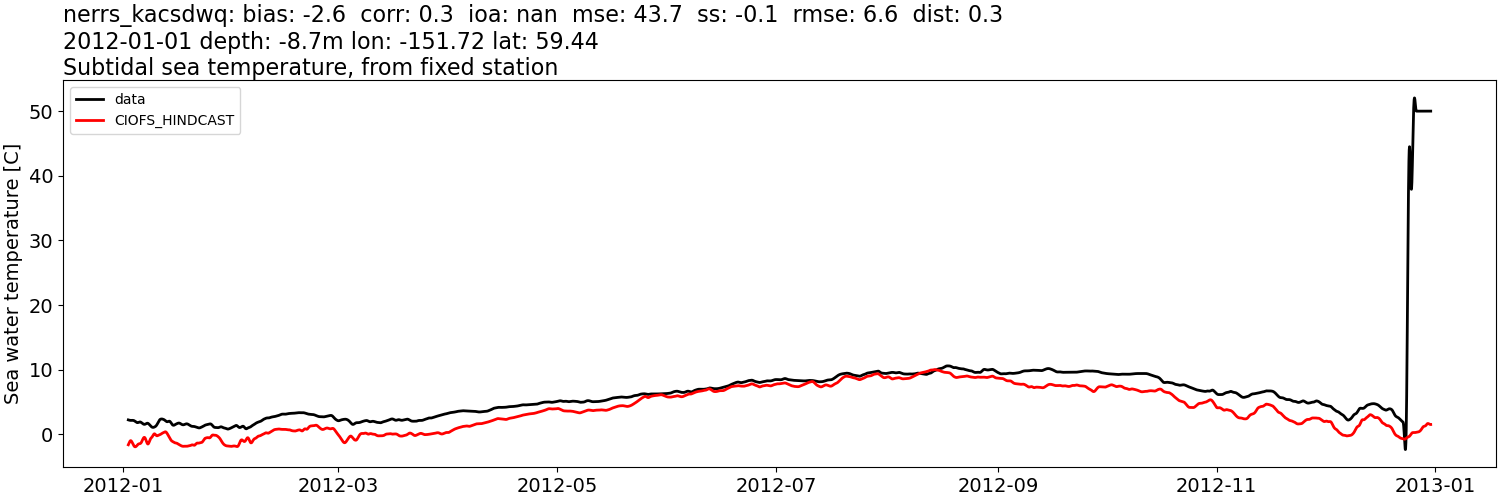 nerrs_kacsdwq: bias: -2.6  corr: 0.3  ioa: nan  mse: 43.7  ss: -0.1  rmse: 6.6  dist: 0.3
2012-01-01 depth: -8.7m lon: -151.72 lat: 59.44
Subtidal sea temperature, from fixed station
data
CIOFS_HINDCAST
Sea water temperature [C]
50
40
30
20
10
0
2012-01
2012-03
2012-05
2012-07
2012-09
2012-11
2013-01